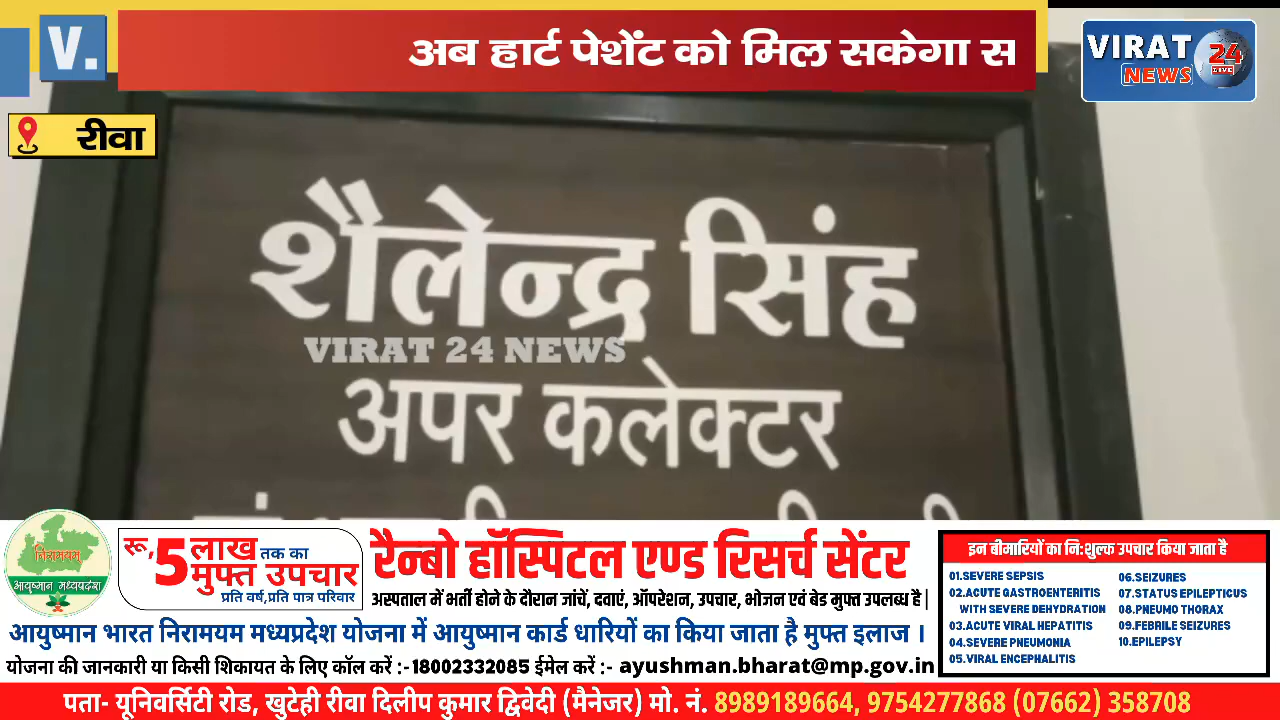 V.
अब हार्ट पेशेंट को मिल सकेगा स
VIRAT 24
NEWS LIVE
रीवा
शैलेन्द्र सिंह
VIRAT 24 NEWS
अपर कलेक्टर
निरामयम
आयुष्मान मध्यप्रदेश
रू. 5 लाख तक का
मुफ्त उपचार
प्रति वर्ष,प्रति पात्र परिवार
रैन्बो हॉस्पिटल एण्ड रिसर्च सेंटर
अस्पताल में भर्ती होने के दौरान जांचें, दवाएं, ऑपरेशन, उपचार, भोजन एवं बेड मुफ्त उपलब्ध है |
आयुष्मान भारत निरामयम मध्यप्रदेश योजना में आयुष्मान कार्ड धारियों का किया जाता है मुफ्त इलाज ।
योजना की जानकारी या किसी शिकायत के लिए कॉल करें :-18002332085 ईमेल करें :- ayushman.bharat@mp.gov.in
इन बीमारियों का नि:शुल्क उपचार किया जाता है
01.SEVERE SEPSIS
02.ACUTE GASTROENTERITIS
WITH SEVERE DEHYDRATION
03.ACUTE VIRAL HEPATITIS
04.SEVERE PNEUMONIA
05.VIRAL ENCEPHALITIS
06.SEIZURES
07.STATUS EPILEPTICUS
08.PNEUMO THORAX
09.FEBRILE SEIZURES
10.EPILEPSY
पता- यूनिवर्सिटी रोड, खुटेही रीवा दिलीप कुमार द्विवेदी (मैनेजर) मो. नं. 8989189664, 9754277868 (07662) 358708